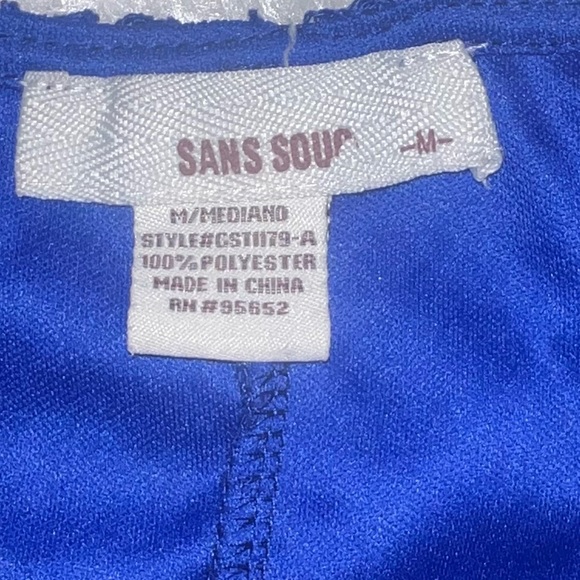 SANS SOUC -M-
M/MEDIANO
STYLE#CST1179-A
100% POLYESTER
MADE IN CHINA
RN#95652